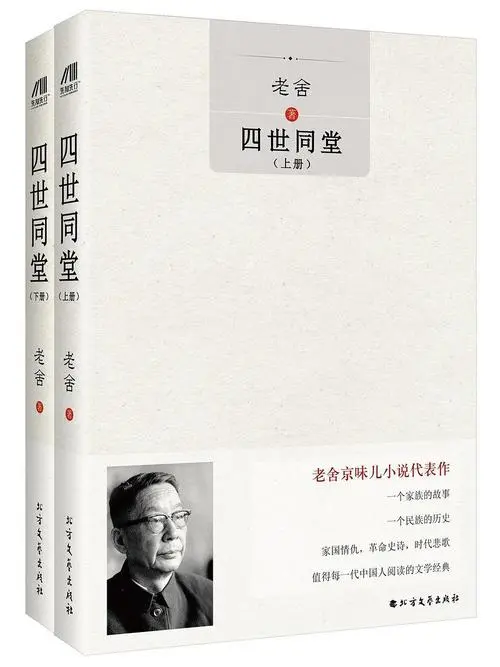 老舍
著
四世同堂
（上册）
老舍京味儿小说代表作
一个家族的故事
一个民族的历史
家国情仇，革命史诗，时代悲歌
值得每一代中国人阅读的文学经典
北方文艺出版社
四世同堂
（上册）
老舍
著
北方文艺出版社
四世同堂
（下册）
老舍
著
北方文艺出版社